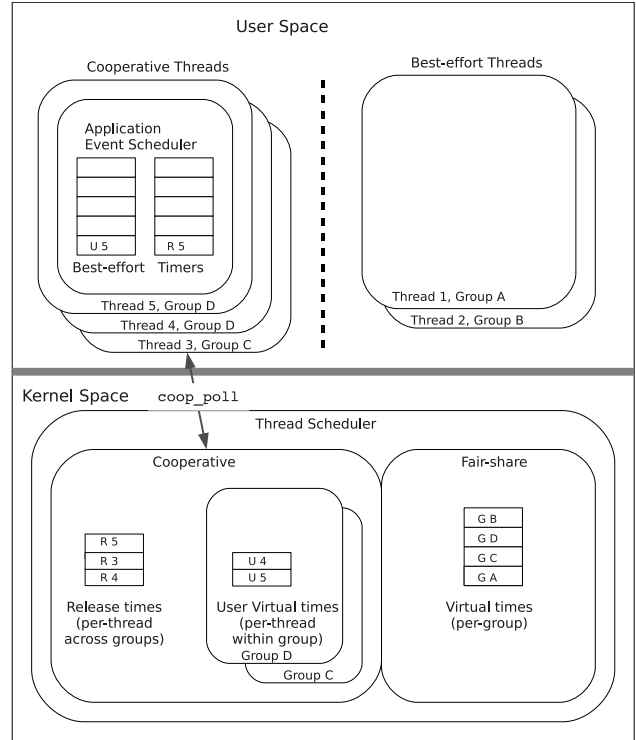 User Space
Cooperative Threads
Best-effort Threads
Application
Event Scheduler
U 5
R 5
Best-effort
Timers
Thread 5, Group D
Thread 4, Group D
Thread 3, Group C
Thread 1, Group A
Thread 2, Group B
Kernel Space
coop_poll
Thread Scheduler
Cooperative
Fair-share
R 5
R 3
R 4
Release times
(per-thread
across groups)
U 4
U 5
User Virtual times
(per-thread
within group)
Group D
Group C
G B
G D
G C
G A
Virtual times
(per-group)